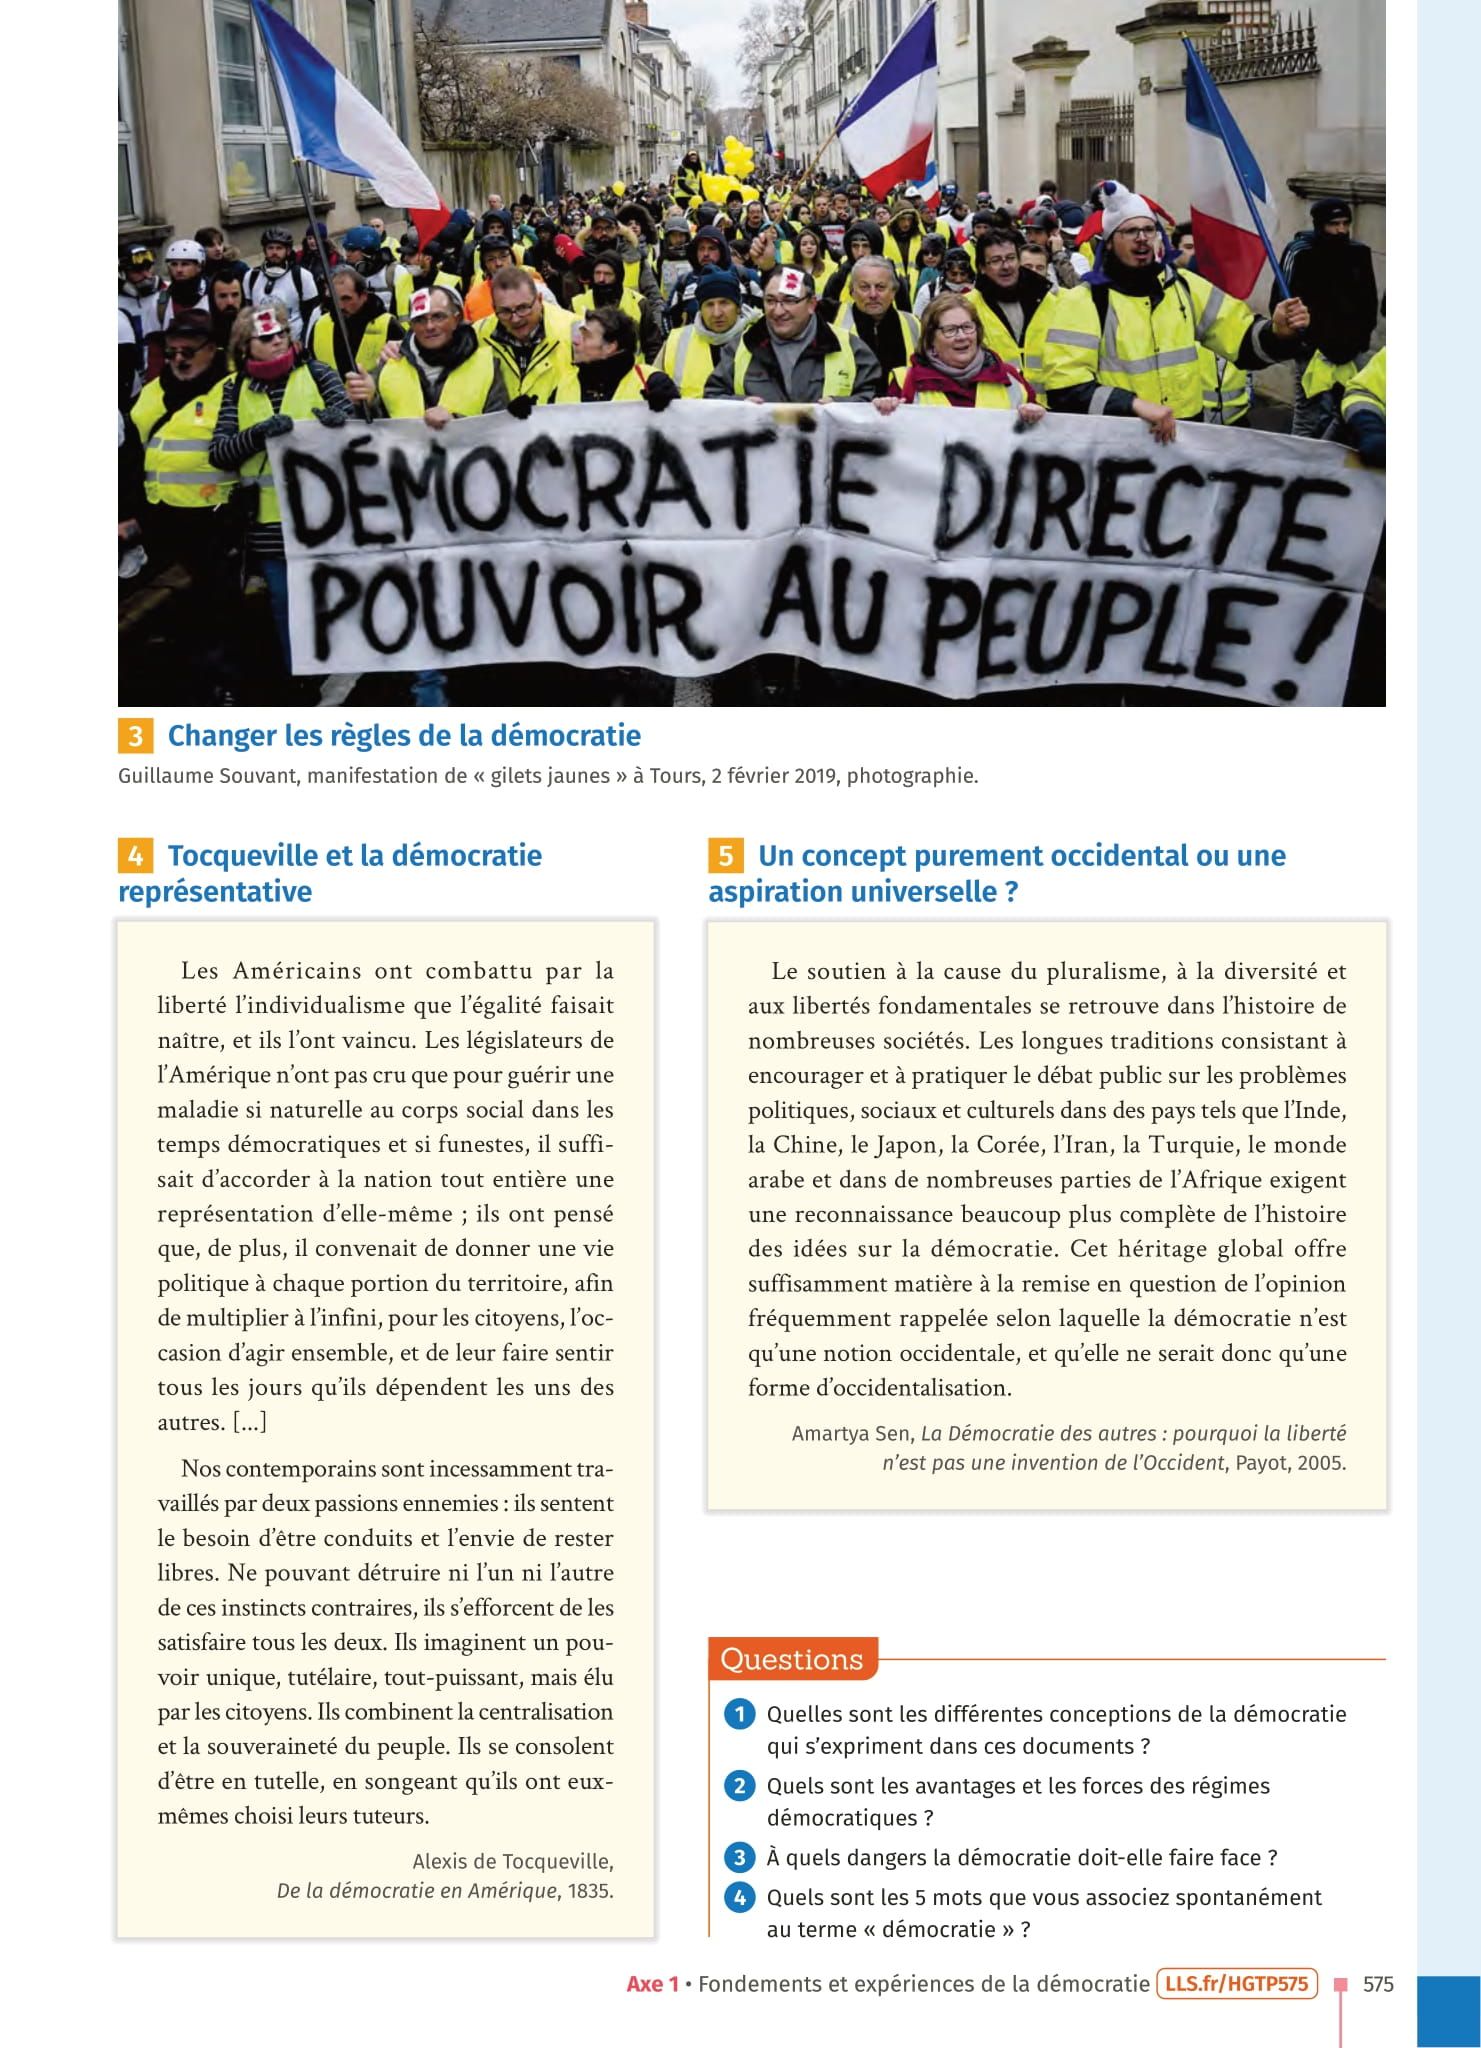 DÉMOCRATIE DIRECTE
POUVOIR AU PEUPLE !
3 Changer les règles de la démocratie
Guillaume Souvant, manifestation de « gilets jaunes » à Tours, 2 février 2019, photographie.
4 Tocqueville et la démocratie
représentative
Les Américains ont combattu par la
liberté l’individualisme que l’égalité faisait
naître, et ils l’ont vaincu. Les législateurs de
l’Amérique n’ont pas cru que pour guérir une
maladie si naturelle au corps social dans les
temps démocratiques et si funestes, il suffi-
sait d’accorder à la nation tout entière une
représentation d’elle-même ; ils ont pensé
que, de plus, il convenait de donner une vie
politique à chaque portion du territoire, afin
de multiplier à l’infini, pour les citoyens, l’oc-
casion d’agir ensemble, et de leur faire sentir
tous les jours qu’ils dépendent les uns des
autres. [...]
Nos contemporains sont incessamment tra-
vaillés par deux passions ennemies : ils sentent
le besoin d’être conduits et l’envie de rester
libres. Ne pouvant détruire ni l’un ni l’autre
de ces instincts contraires, ils s’efforcent de les
satisfaire tous les deux. Ils imaginent un pou-
voir unique, tutélaire, tout-puissant, mais élu
par les citoyens. Ils combinent la centralisation
et la souveraineté du peuple. Ils se consolent
d’être en tutelle, en songeant qu’ils ont eux-
mêmes choisi leurs tuteurs.
Alexis de Tocqueville,
De la démocratie en Amérique, 1835.
5 Un concept purement occidental ou une
aspiration universelle ?
Le soutien à la cause du pluralisme, à la diversité et
aux libertés fondamentales se retrouve dans l’histoire de
nombreuses sociétés. Les longues traditions consistant à
encourager et à pratiquer le débat public sur les problèmes
politiques, sociaux et culturels dans des pays tels que l’Inde,
la Chine, le Japon, la Corée, l’Iran, la Turquie, le monde
arabe et dans de nombreuses parties de l’Afrique exigent
une reconnaissance beaucoup plus complète de l’histoire
des idées sur la démocratie. Cet héritage global offre
suffisamment matière à la remise en question de l’opinion
fréquemment rappelée selon laquelle la démocratie n’est
qu’une notion occidentale, et qu’elle ne serait donc qu’une
forme d’occidentalisation.
Amartya Sen, La Démocratie des autres : pourquoi la liberté
n’est pas une invention de l’Occident, Payot, 2005.
Questions
1 Quelles sont les différentes conceptions de la démocratie
qui s’expriment dans ces documents ?
2 Quels sont les avantages et les forces des régimes
démocratiques ?
3 À quels dangers la démocratie doit-elle faire face ?
4 Quels sont les 5 mots que vous associez spontanément
au terme « démocratie » ?
Axe 1 • Fondements et expériences de la démocratie LLS.fr/HGTP575 575